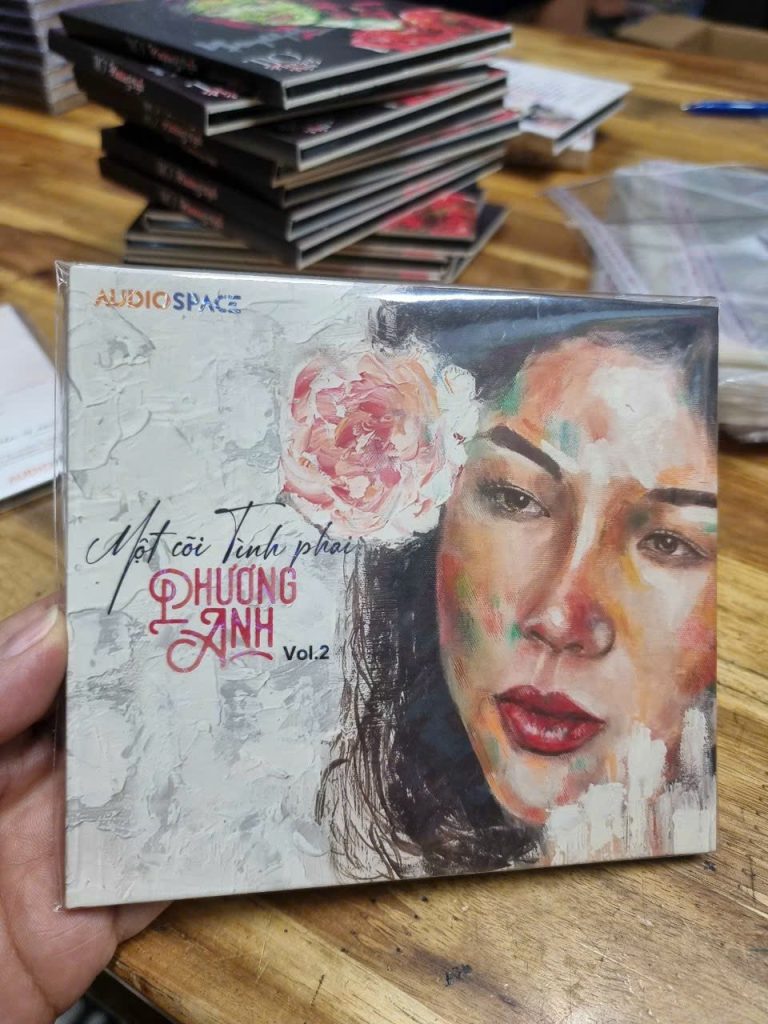 AUDIOSPACE
Một cõi Tình phai
PHƯƠNG
ANH Vol.2